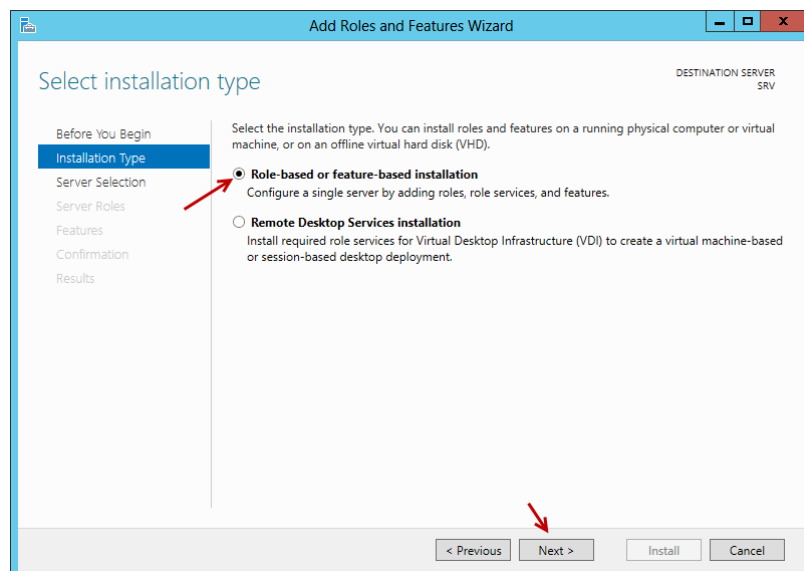 Add Roles and Features Wizard
Select installation type
DESTINATION SERVER
SRV
Before You Begin
Installation Type
Server Selection
Server Roles
Features
Confirmation
Results
Select the installation type. You can install roles and features on a running physical computer or virtual
machine, or on an offline virtual hard disk (VHD).
Role-based or feature-based installation
Configure a single server by adding roles, role services, and features.
Remote Desktop Services installation
Install required role services for Virtual Desktop Infrastructure (VDI) to create a virtual machine-based
or session-based desktop deployment.
< Previous
Next >
Install
Cancel